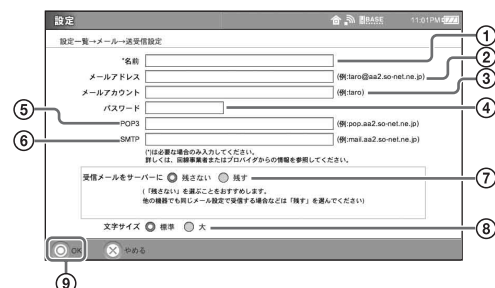 設定 BASE 11:01PM
設定一覧→メール→送受信設定
①
*名前
メールアドレス (例:taro@aa2.so-net.ne.jp) ②
メールアカウント (例:taro) ③
パスワード ④
⑤ POP3 (例:pop.aa2.so-net.ne.jp)
⑥ SMTP (例:mail.aa2.so-net.ne.jp)
(*)は必要な場合のみ入力してください。
詳しくは、回線事業者またはプロバイダからの情報を参照してください。
受信メールをサーバーに 残さない 残す ⑦
(「残さない」を選ぶことをおすすめします。
他の機器でも同じメール設定で受信する場合などは「残す」を選んでください)
文字サイズ 標準 大 ⑧
OK やめる
⑨